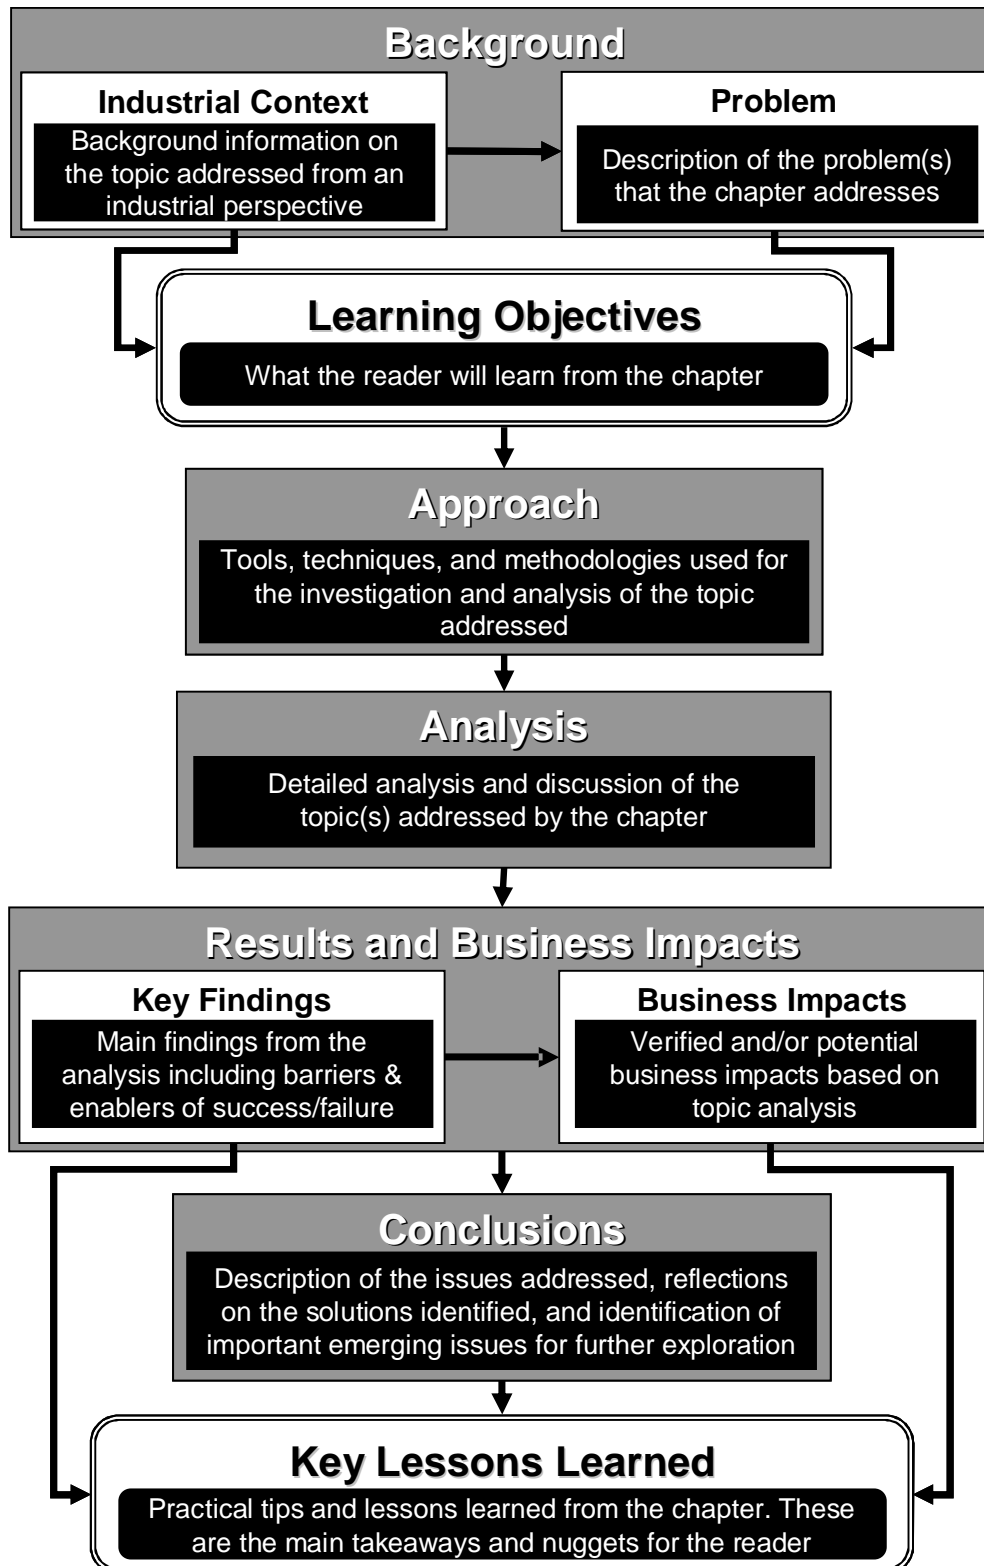 Background
Industrial Context
Background information on
the topic addressed from an
industrial perspective
Problem
Description of the problem(s)
that the chapter addresses
Learning Objectives
What the reader will learn from the chapter
Approach
Tools, techniques, and methodologies used for
the investigation and analysis of the topic
addressed
Analysis
Detailed analysis and discussion of the
topic(s) addressed by the chapter
Results and Business Impacts
Key Findings
Main findings from the
analysis including barriers &
enablers of success/failure
Business Impacts
Verified and/or potential
business impacts based on
topic analysis
Conclusions
Description of the issues addressed, reflections
on the solutions identified, and identification of
important emerging issues for further exploration
Key Lessons Learned
Practical tips and lessons learned from the chapter. These
are the main takeaways and nuggets for the reader